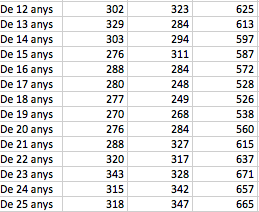 De 12 anys 302 323 625
De 13 anys 329 284 613
De 14 anys 303 294 597
De 15 anys 276 311 587
De 16 anys 288 284 572
De 17 anys 280 248 528
De 18 anys 277 249 526
De 19 anys 270 268 538
De 20 anys 276 284 560
De 21 anys 288 327 615
De 22 anys 320 317 637
De 23 anys 343 328 671
De 24 anys 315 342 657
De 25 anys 318 347 665